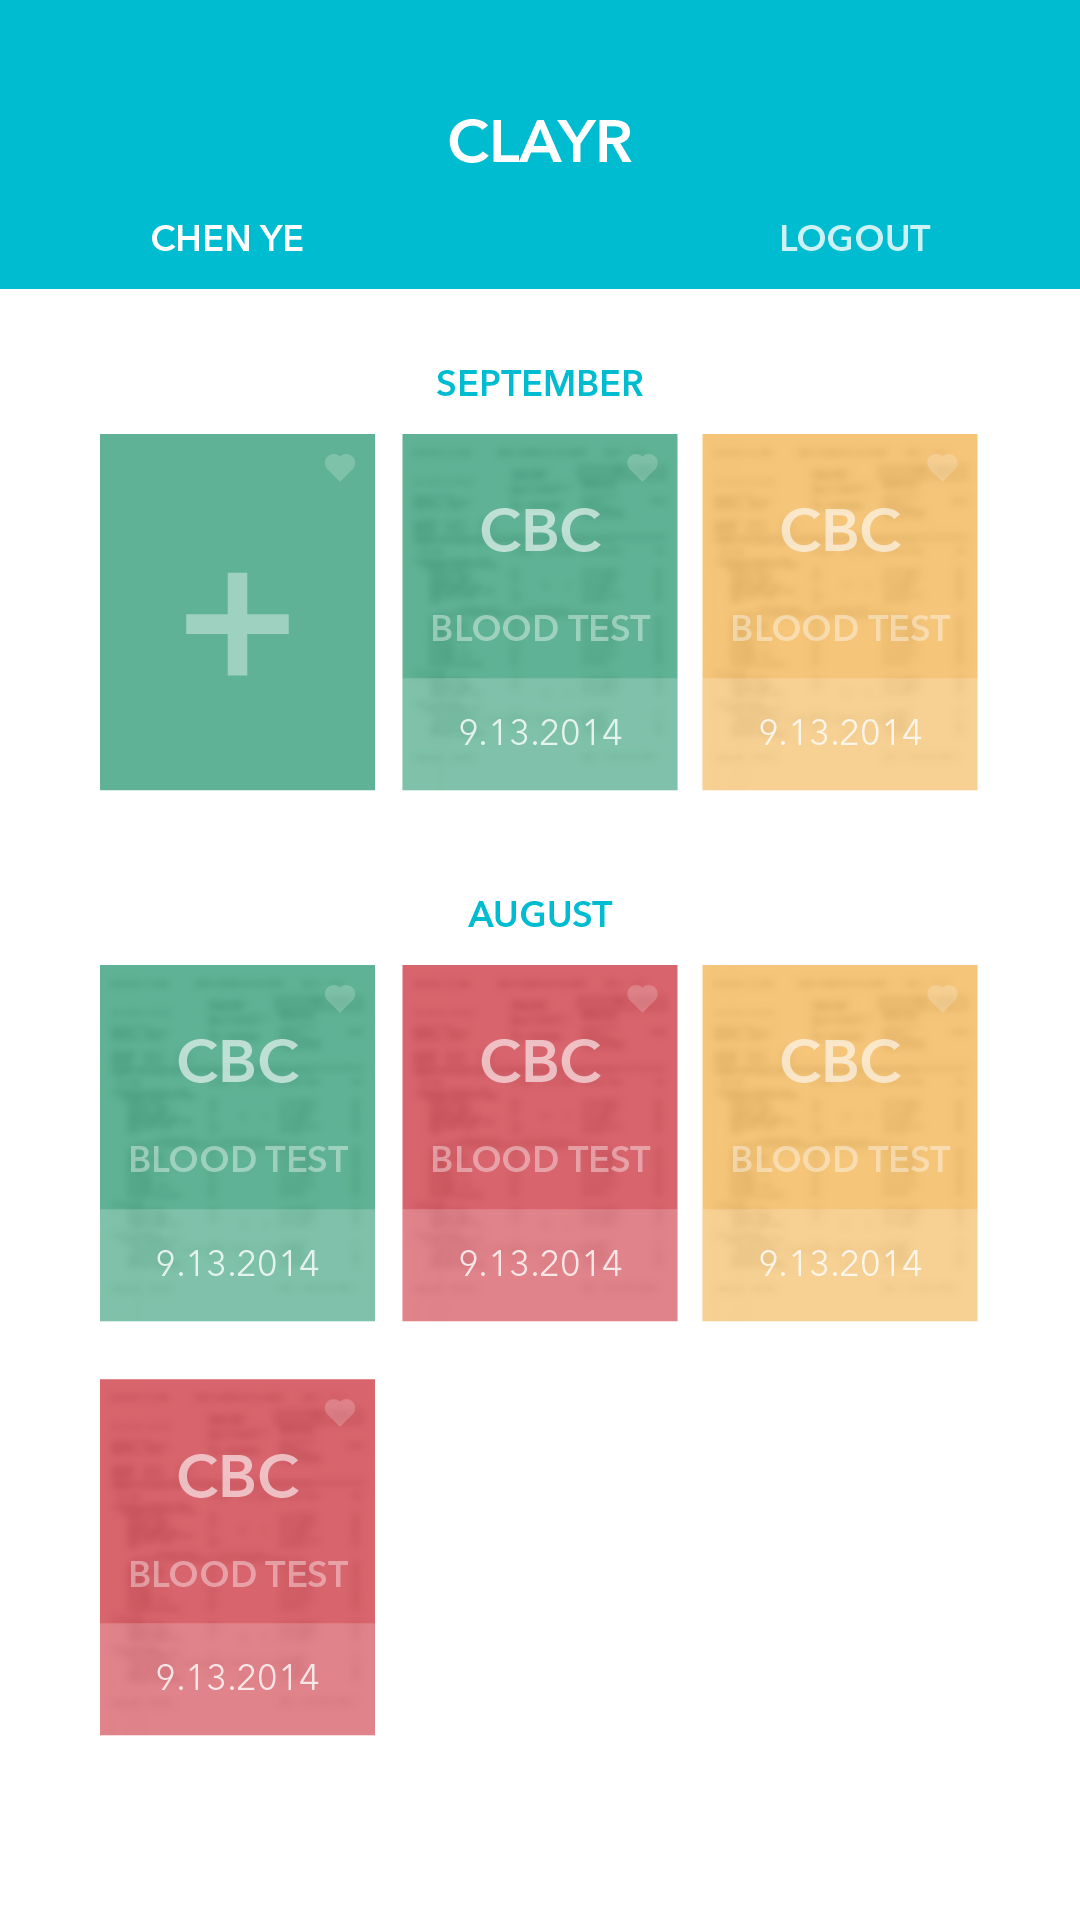 CLAYR
CHEN YE
LOGOUT
SEPTEMBER
CBC
BLOOD TEST
9.13.2014
CBC
BLOOD TEST
9.13.2014
AUGUST
CBC
BLOOD TEST
9.13.2014
CBC
BLOOD TEST
9.13.2014
CBC
BLOOD TEST
9.13.2014
CBC
BLOOD TEST
9.13.2014